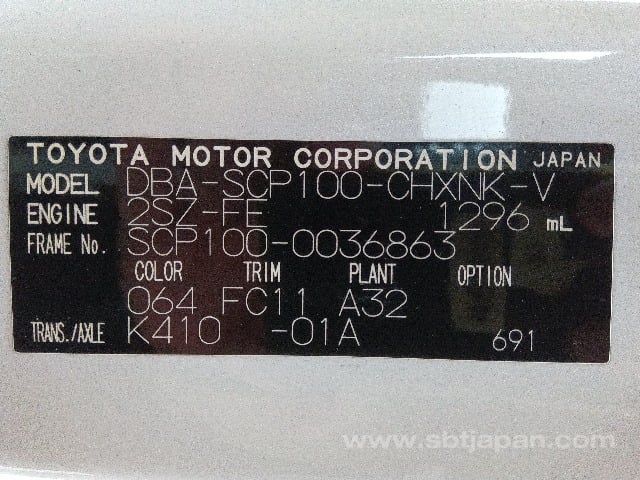 TOYOTA MOTOR CORPORATION JAPAN
MODEL DBA-SCP100-CHXNK-V
ENGINE 2SZ-FE 1296 mL
FRAME No. SCP100-0036863
COLOR TRIM PLANT OPTION
064 FC11 A32
TRANS./AXLE K410 -01A 691
www.sbtjapan.com